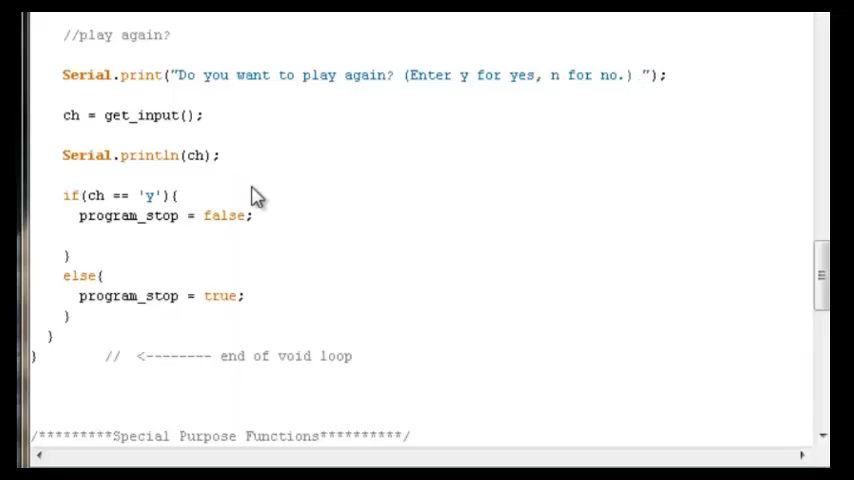 //play again?
Serial.print("Do you want to play again? (Enter y for yes, n for no.) ");
ch = get_input();
Serial.println(ch);
if(ch == 'y'){
program_stop = false;
}
else{
program_stop = true;
}
}
} // <-------- end of void loop
/*********Special Purpose Functions**********/